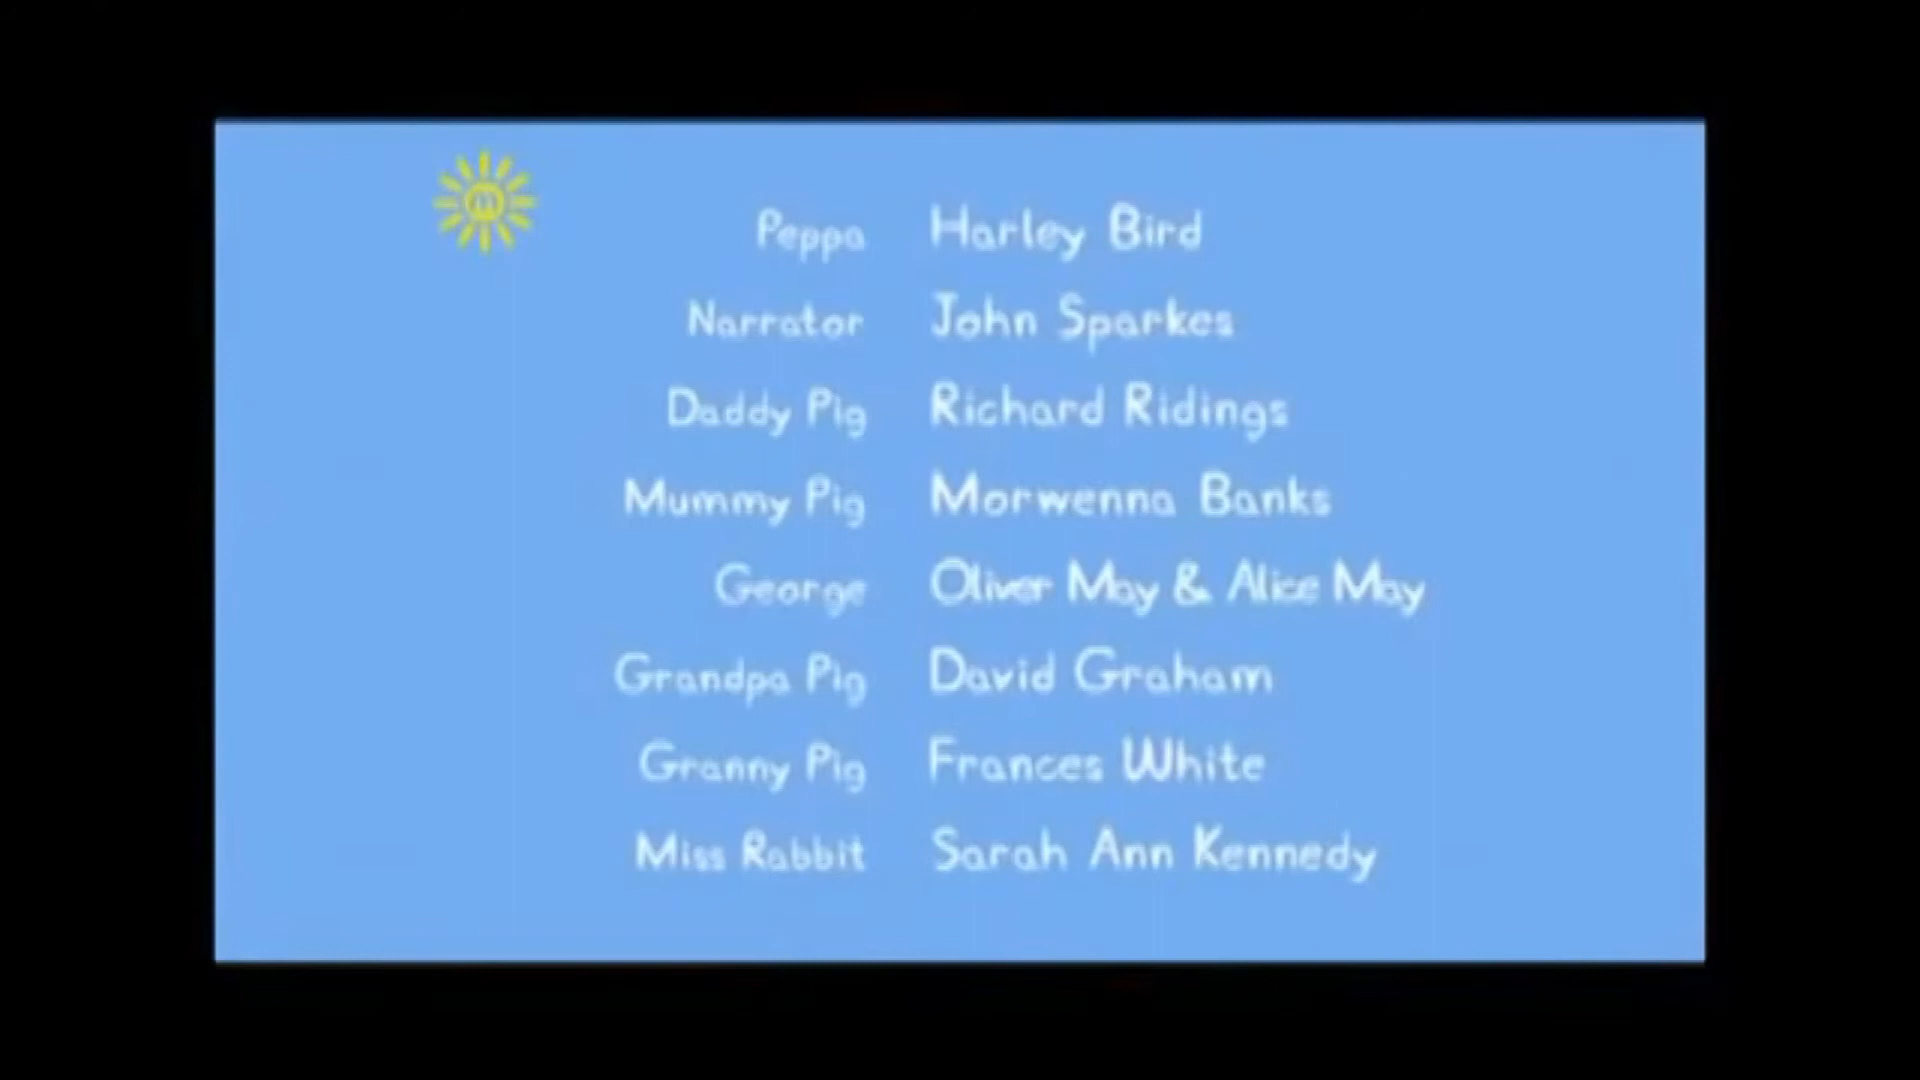 m
Peppa Harley Bird
Narrator John Sparkes
Daddy Pig Richard Ridings
Mummy Pig Morwenna Banks
George Oliver May & Alice May
Grandpa Pig David Graham
Granny Pig Frances White
Miss Rabbit Sarah Ann Kennedy